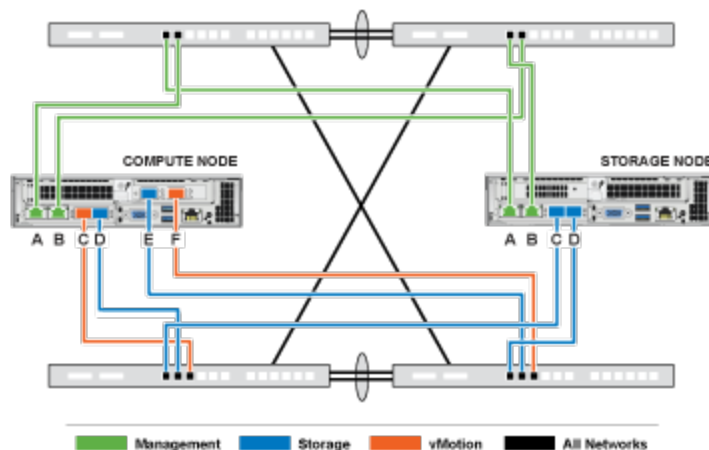 COMPUTE NODE
STORAGE NODE
A B C D E F
A B C D
Management Storage vMotion All Networks